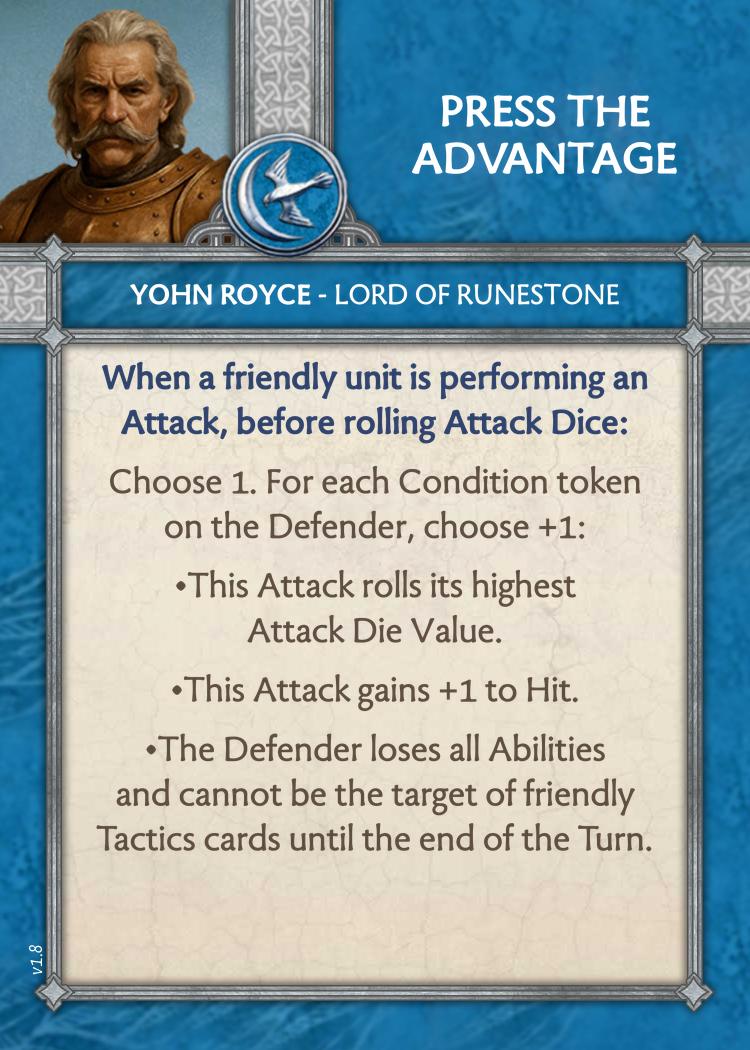 PRESS THE
ADVANTAGE
YOHN ROYCE - LORD OF RUNESTONE
When a friendly unit is performing an
Attack, before rolling Attack Dice:
Choose 1. For each Condition token
on the Defender, choose +1:
•This Attack rolls its highest
Attack Die Value.
•This Attack gains +1 to Hit.
•The Defender loses all Abilities
and cannot be the target of friendly
Tactics cards until the end of the Turn.
v1.8